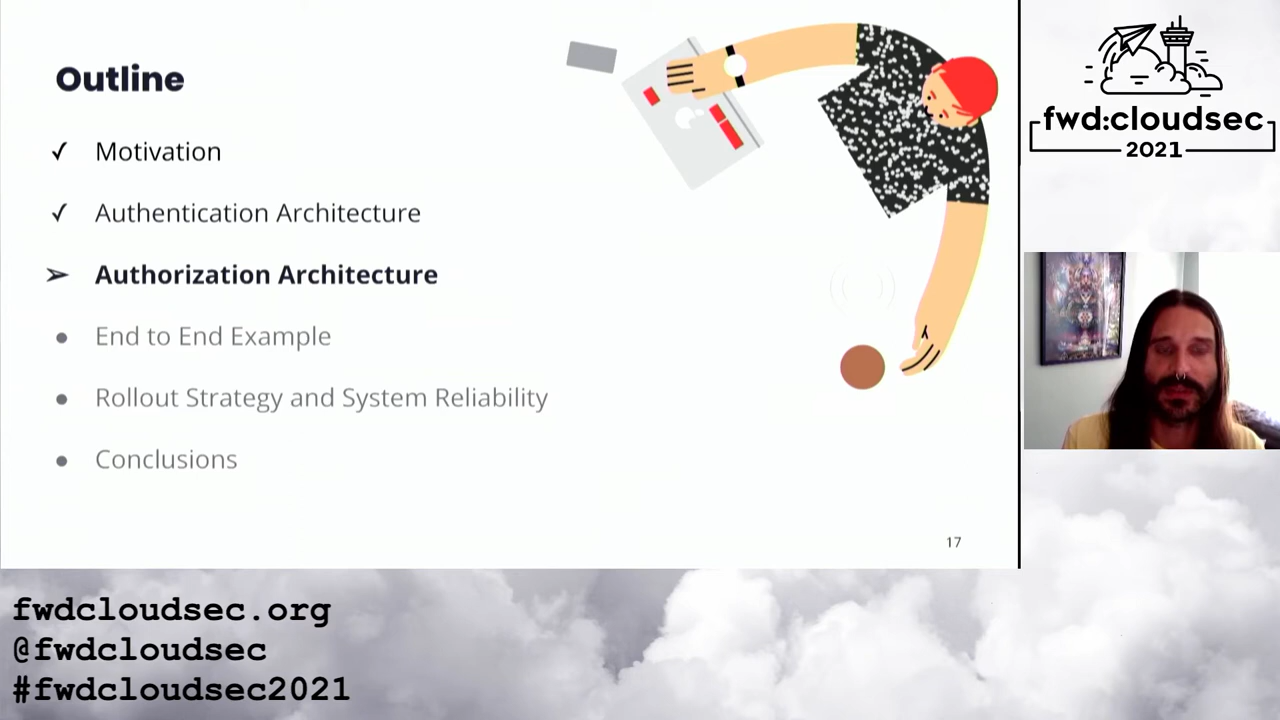 Outline
✓ Motivation
✓ Authentication Architecture
➢ Authorization Architecture
● End to End Example
● Rollout Strategy and System Reliability
● Conclusions
17
fwd:cloudsec
2021
fwdcloudsec.org
@fwdcloudsec
#fwdcloudsec2021